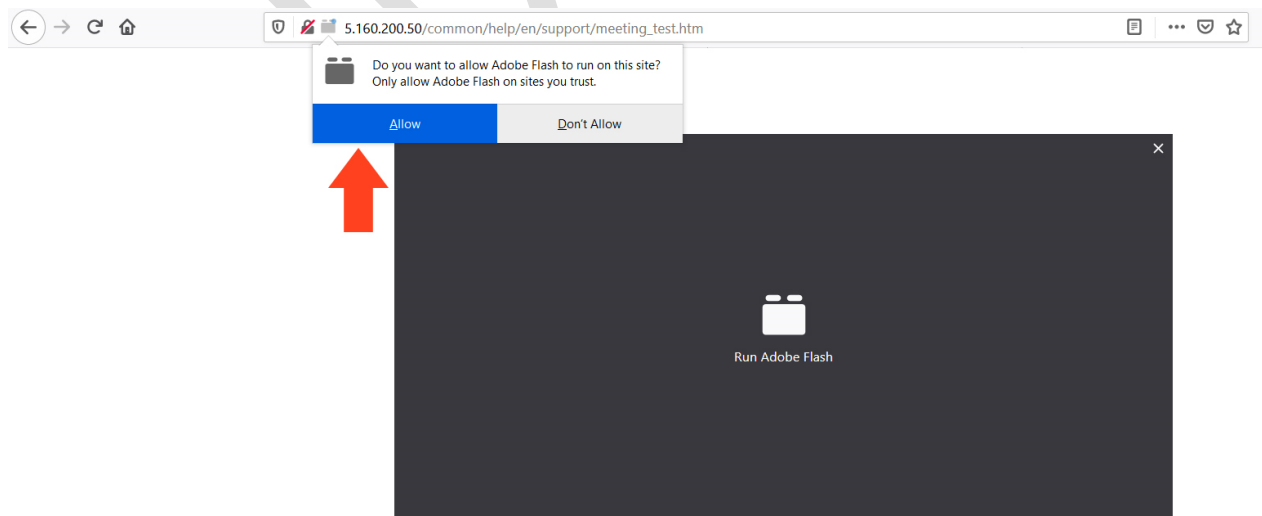 5.160.200.50/common/help/en/support/meeting_test.htm
Do you want to allow Adobe Flash to run on this site?
Only allow Adobe Flash on sites you trust.
Allow
Don't Allow
Run Adobe Flash